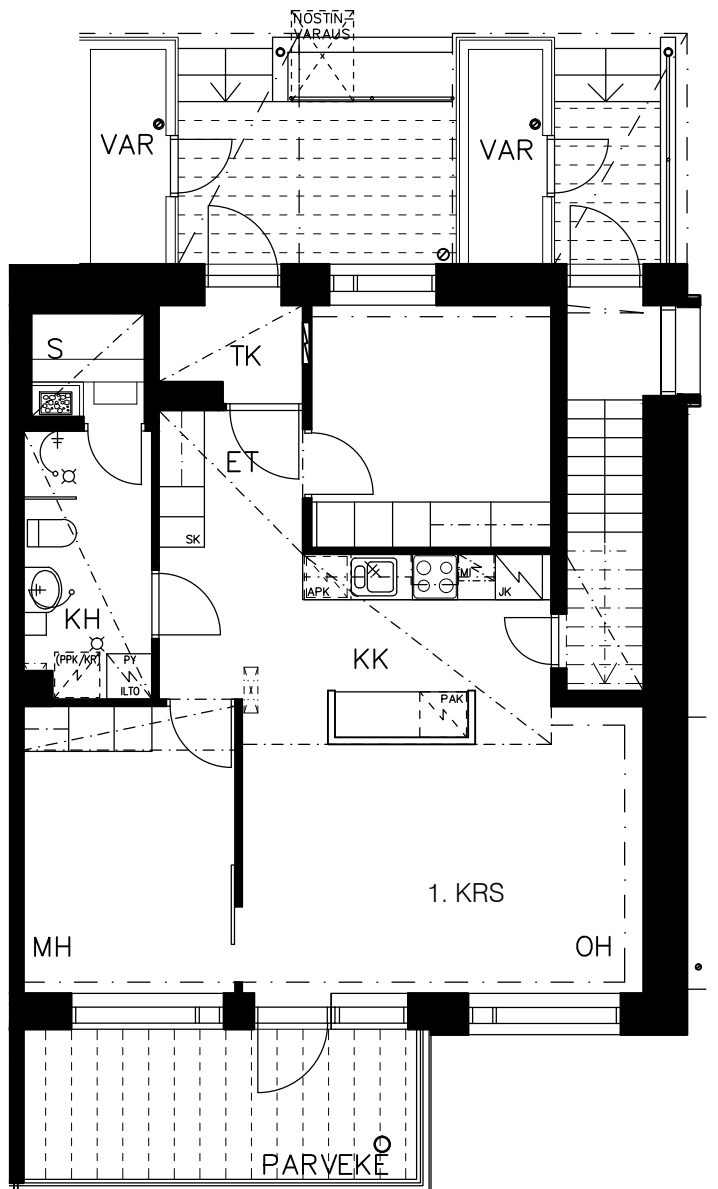 NOSTIN-
VARAUS
VAR
VAR
S
TK
ET
SK
APK
MI
JK
KH
(PPK/KR)
PY
ILTO
KK
PAK
1. KRS
MH
OH
PARVEKE